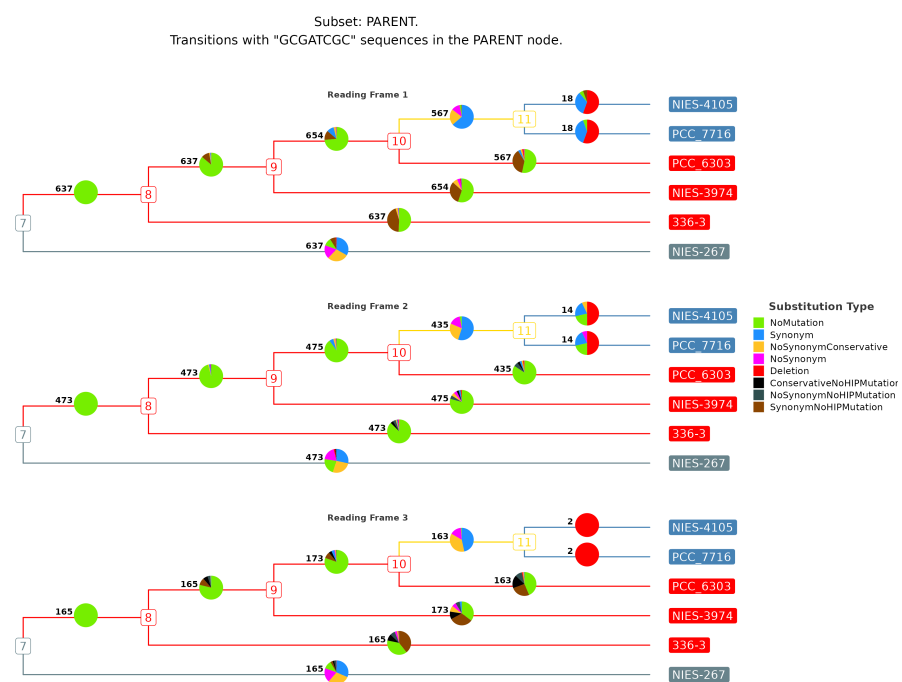 Subset: PARENT.
Transitions with "GCGATCGC" sequences in the PARENT node.
Reading Frame 1
18
NIES-4105
567
11
18
PCC_7716
654
10
567
PCC_6303
637
9
654
NIES-3974
637
8
637
336-3
7
637
NIES-267
Reading Frame 2
14
NIES-4105
435
11
14
PCC_7716
475
10
435
PCC_6303
473
9
475
NIES-3974
473
8
473
336-3
7
473
NIES-267
Substitution Type
NoMutation
Synonym
NoSynonymConservative
NoSynonym
Deletion
ConservativeNoHIPMutation
NoSynonymNoHIPMutation
SynonymNoHIPMutation
Reading Frame 3
2
NIES-4105
163
11
2
PCC_7716
173
10
163
PCC_6303
165
9
173
NIES-3974
165
8
165
336-3
7
165
NIES-267